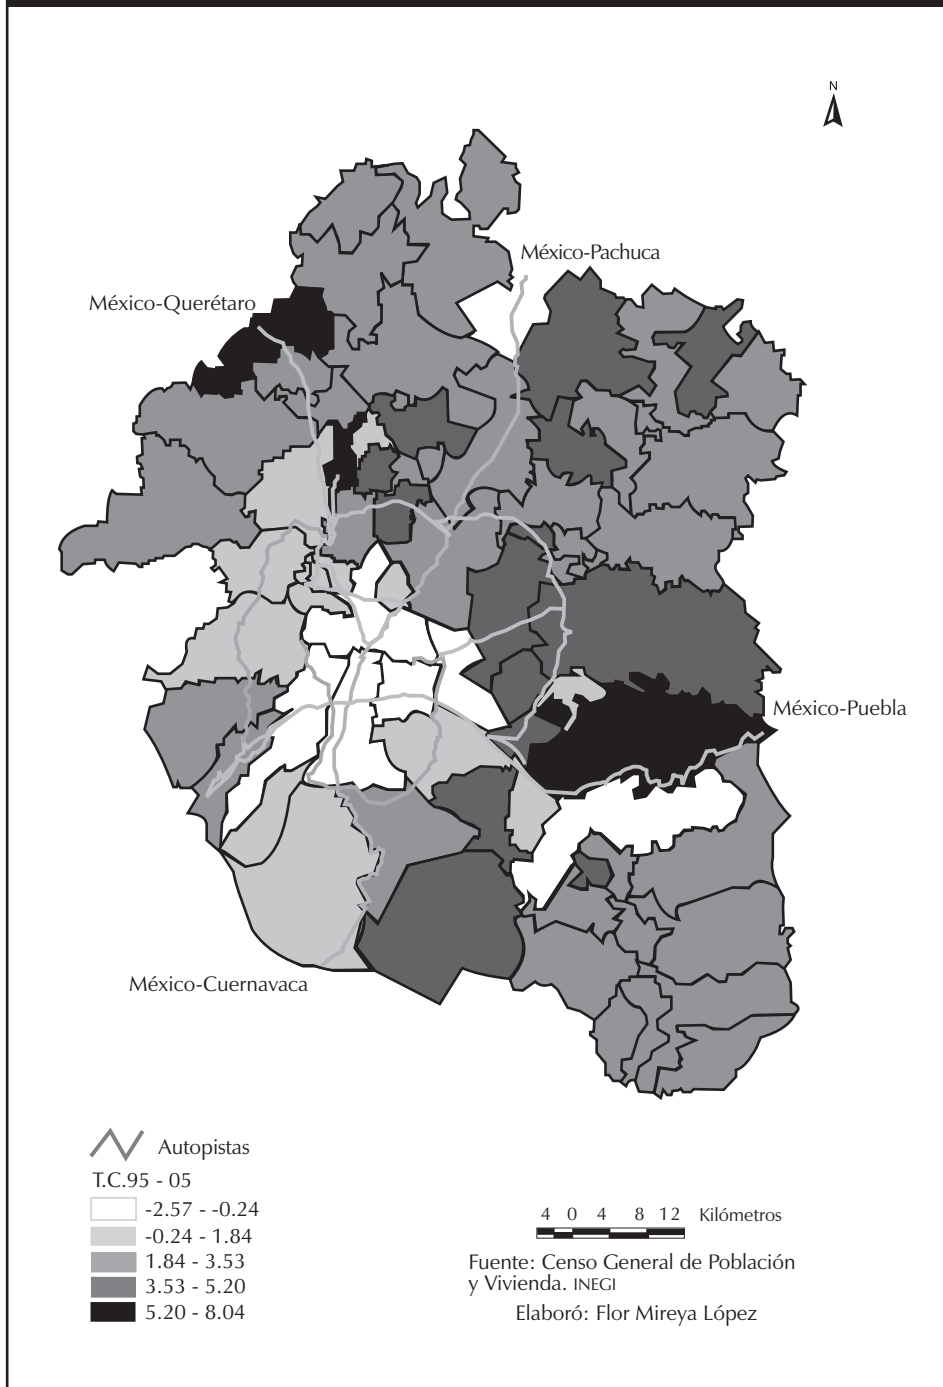 N
México-Pachuca
México-Querétaro
México-Puebla
México-Cuernavaca
Autopistas
T.C.95 - 05
-2.57 - -0.24
-0.24 - 1.84
1.84 - 3.53
3.53 - 5.20
5.20 - 8.04
4 0 4 8 12 Kilómetros
Fuente: Censo General de Población
y Vivienda. INEGI
Elaboró: Flor Mireya López